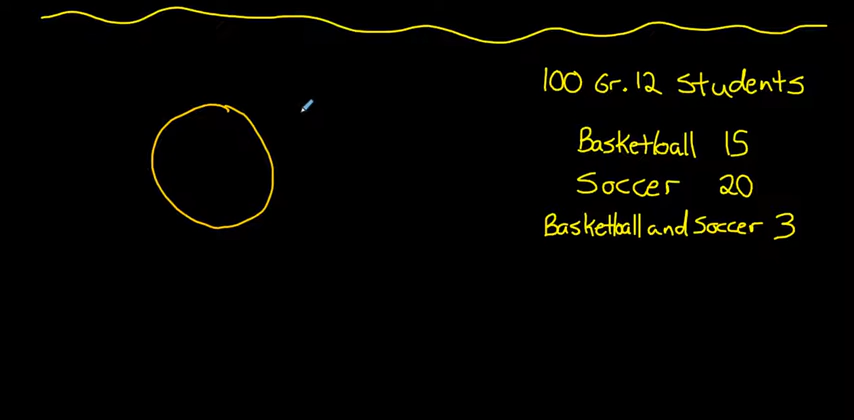 100 Gr. 12 Students
Basketball 15
Soccer 20
Basketball and Soccer 3